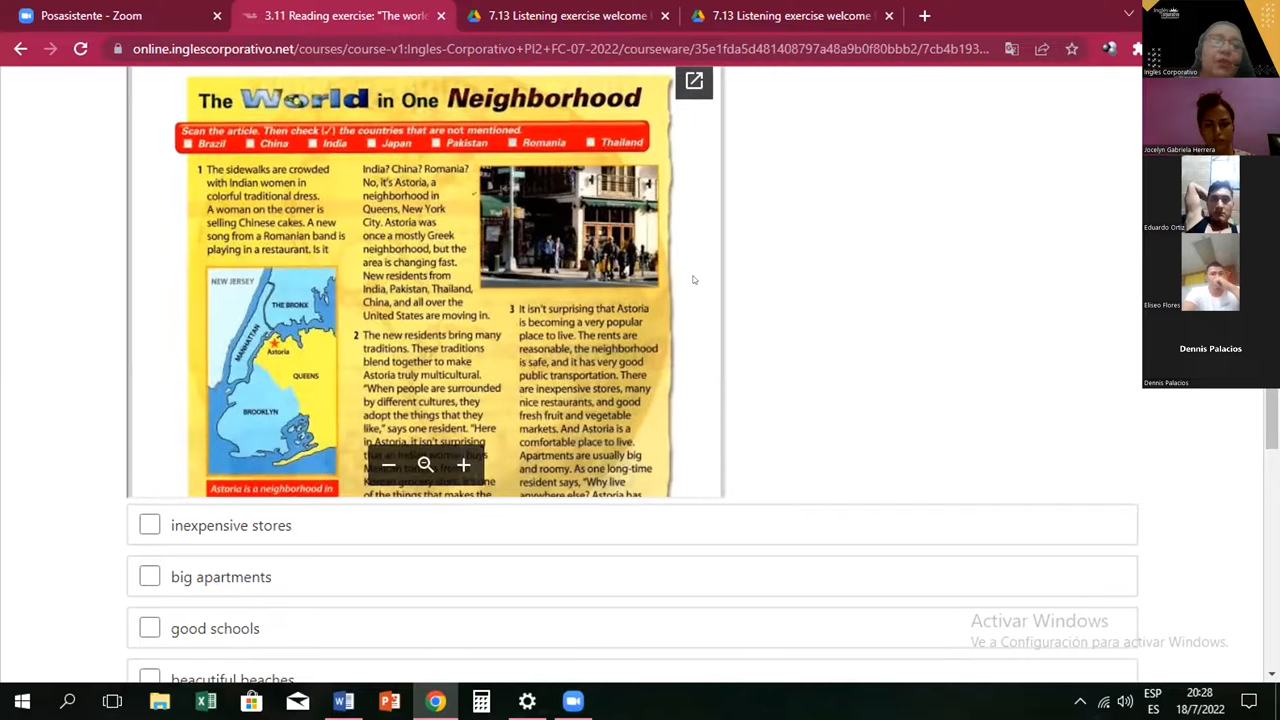 Posasistente - Zoom
3.11 Reading exercise: "The worl
7.13 Listening exercise welcome
7.13 Listening exercise welcome
online.inglescorporativo.net/courses/course-v1:Ingles-Corporativo+PI2+FC-07-2022/courseware/35e1fda5d481408797a48a9b0f80bbb2/7cb4b193...
The World in One Neighborhood
Scan the article. Then check (✓) the countries that are not mentioned.
Brazil China India Japan Pakistan Romania Thailand
1 The sidewalks are crowded
with Indian women in
colorful traditional dress.
A woman on the corner is
selling Chinese cakes. A new
song from a Romanian band is
playing in a restaurant. Is it
NEW JERSEY
THE BRONX
MANHATTAN
Astoria
QUEENS
BROOKLYN
Astoria is a neighborhood in
India? China? Romania?
No, it's Astoria, a
neighborhood in
Queens, New York
City. Astoria was
once a mostly Greek
neighborhood, but the
area is changing fast.
New residents from
India, Pakistan, Thailand,
China, and all over the
United States are moving in.
2 The new residents bring many
traditions. These traditions
blend together to make
Astoria truly multicultural.
"When people are surrounded
by different cultures, they
adopt the things that they
like," says one resident. "Here
in Astoria, it isn't surprising
of the things that makes the
3 It isn't surprising that Astoria
is becoming a very popular
place to live. The rents are
reasonable, the neighborhood
is safe, and it has very good
public transportation. There
are inexpensive stores, many
nice restaurants, and good
fresh fruit and vegetable
markets. And Astoria is a
comfortable place to live.
Apartments are usually big
and roomy. As one long-time
resident says, "Why live
anywhere else? Astoria has
inexpensive stores
big apartments
good schools
beacutiful beaches
Activar Windows
Ve a Configuración para activar Windows.
Ingles Corporativo
Jocelyn Gabriela Herrera
Eduardo Ortiz
Eliseo Flores
Dennis Palacios
Dennis Palacios
ESP
ES
20:28
18/7/2022